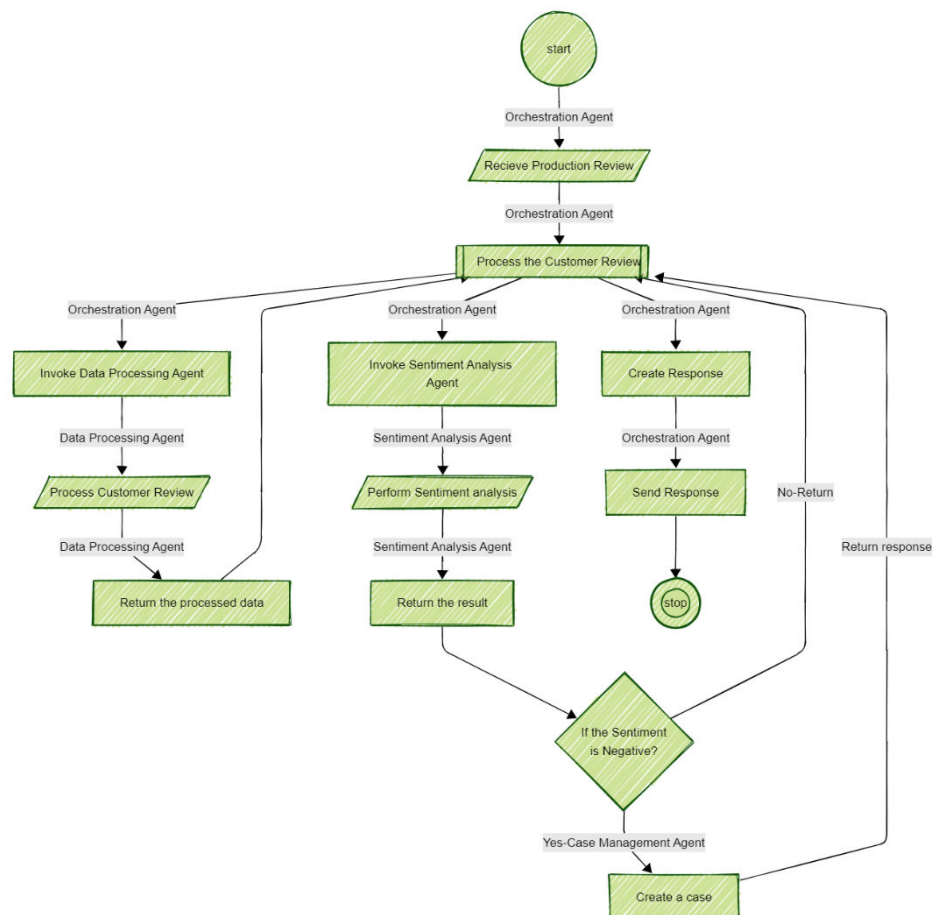 start
Orchestration Agent
Recieve Production Review
Orchestration Agent
Process the Customer Review
Orchestration Agent
Orchestration Agent
Orchestration Agent
Invoke Data Processing Agent
Invoke Sentiment Analysis
Agent
Create Response
Data Processing Agent
Sentiment Analysis Agent
Orchestration Agent
Process Customer Review
Perform Sentiment analysis
Send Response
No-Return
Data Processing Agent
Sentiment Analysis Agent
Return response
Return the processed data
Return the result
stop
If the Sentiment
is Negative?
Yes-Case Management Agent
Create a case